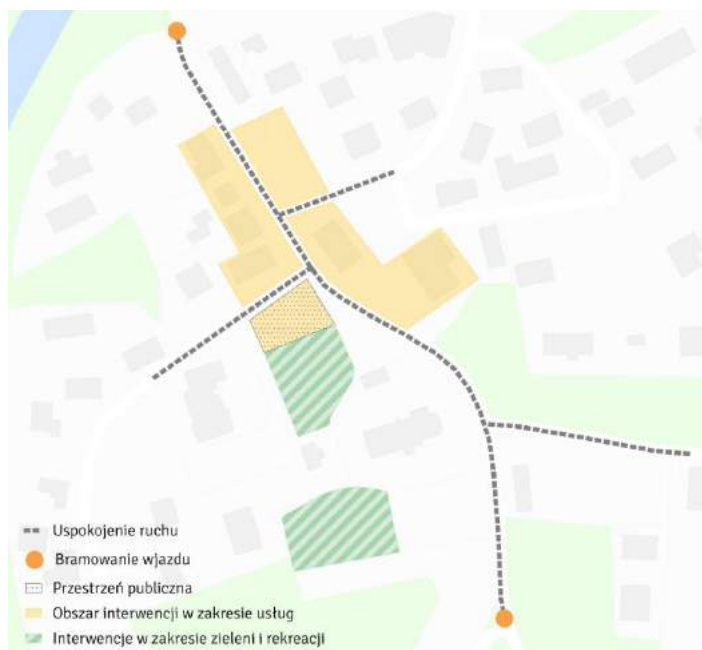 Uspokojenie ruchu
Bramowanie wjazdu
Przestrzeń publiczna
Obszar interwencji w zakresie usług
Interwencje w zakresie zieleni i rekreacji